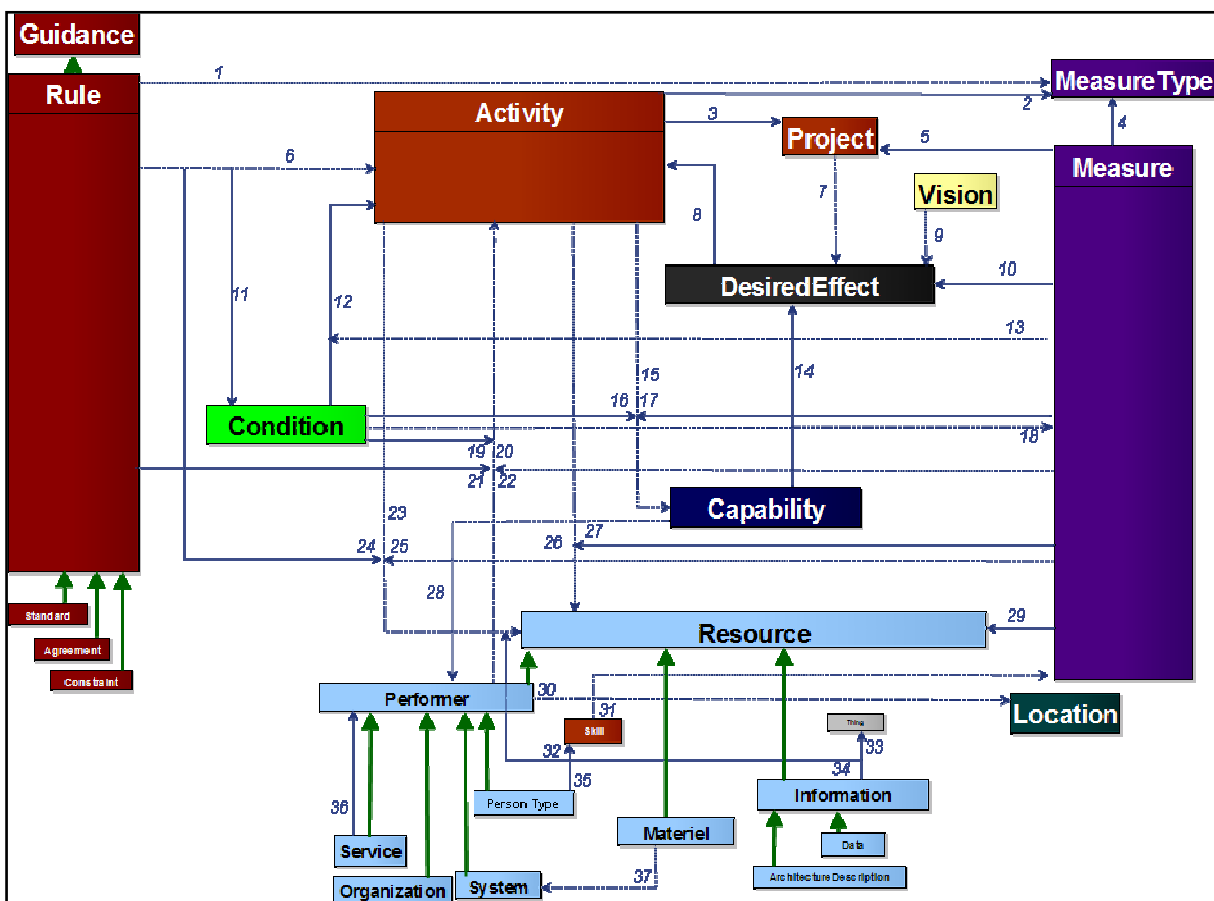 Guidance
1
MeasureType
Rule
Activity
2
3
4
Project
5
6
Measure
7
Vision
8
9
10
DesiredEffect
11
12
13
14
15
16
17
Condition
18
19
20
21
22
Capability
23
24
25
26
27
28
Standard
Agreement
Constraint
Resource
29
Performer
30
31
Location
Skill
Thing
32
33
34
35
36
Person Type
Information
Materiel
Service
Data
37
Architecture Description
Organization
System